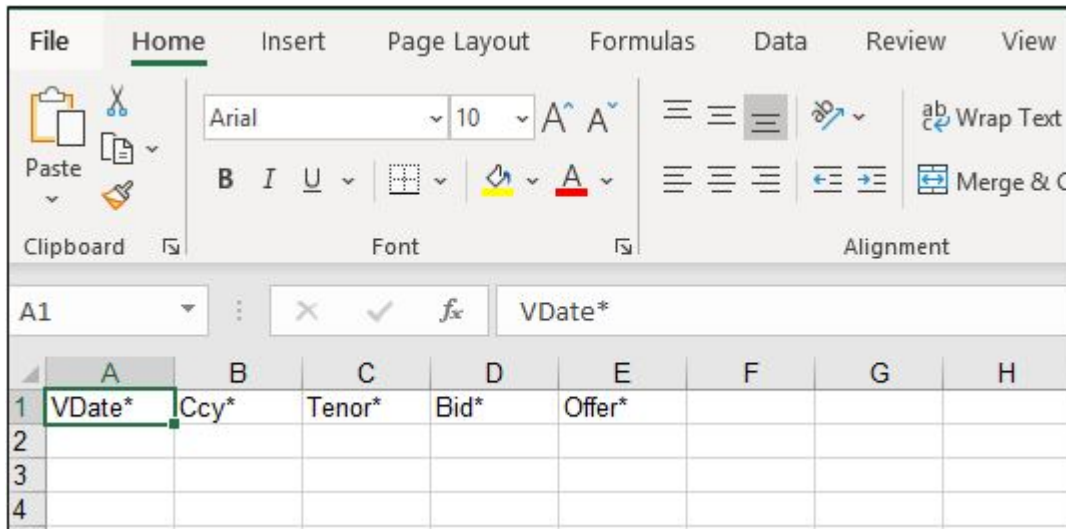 File Home Insert Page Layout Formulas Data Review View
Arial 10 A A ab Wrap Text
Paste
B I U A Merge & C
Clipboard Font Alignment
A1 fx VDate*
A B C D E F G H
1 VDate* Ccy* Tenor* Bid* Offer*
2
3
4